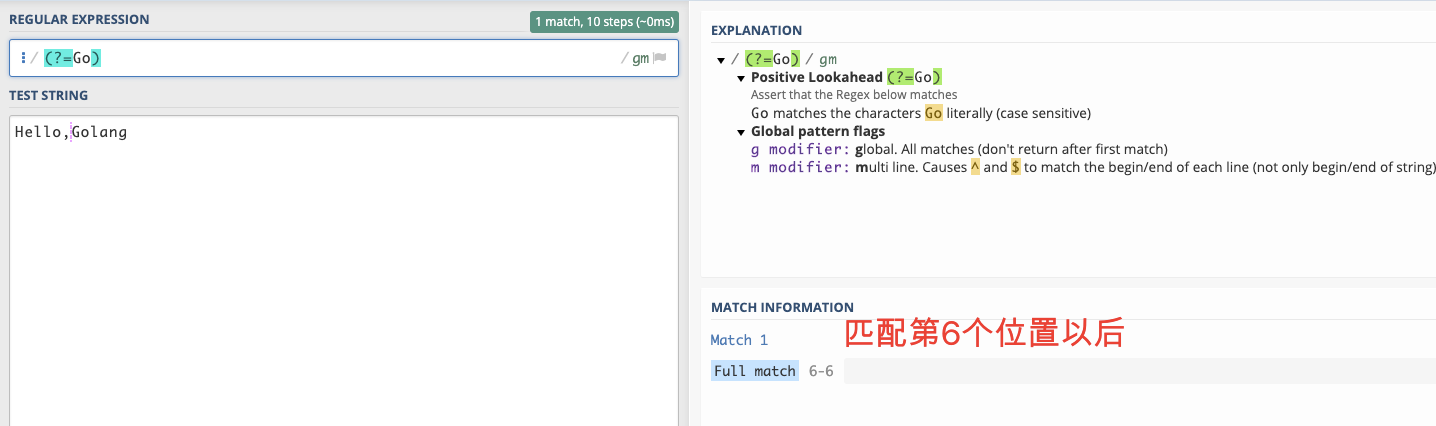 REGULAR EXPRESSION
1 match, 10 steps (~0ms)
/ (?=Go) / gm
TEST STRING
Hello,Golang
EXPLANATION
/ (?=Go) / gm
Positive Lookahead (?=Go)
Assert that the Regex below matches
Go matches the characters Go literally (case sensitive)
Global pattern flags
g modifier: global. All matches (don't return after first match)
m modifier: multi line. Causes ^ and $ to match the begin/end of each line (not only begin/end of string)
MATCH INFORMATION
匹配第6个位置以后
Match 1
Full match 6-6